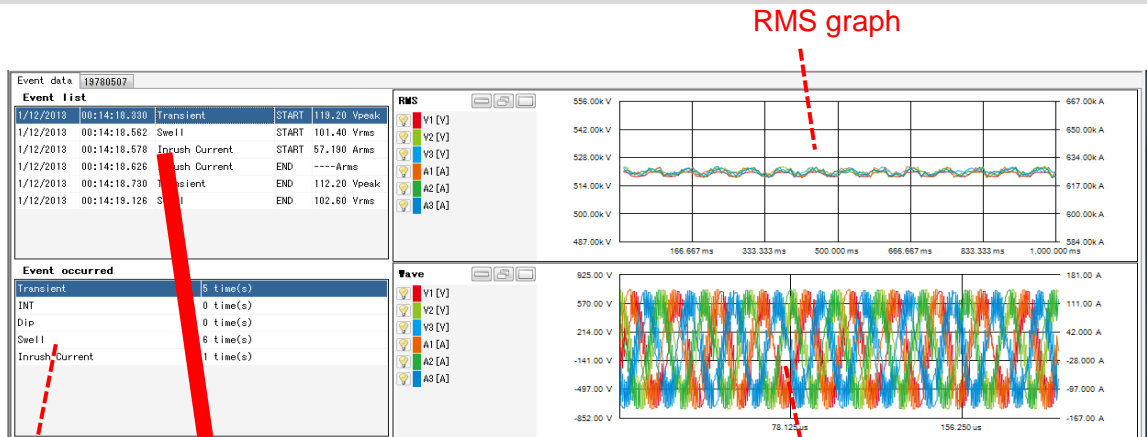 RMS graph
Event data 19780507
Event list
1/12/2013 00:14:18.330 Transient START 119.20 Vpeak
1/12/2013 00:14:18.562 Swell START 101.40 Vrms
1/12/2013 00:14:18.578 Inrush Current START 57.190 Arms
1/12/2013 00:14:18.626 Current END ----Arms
1/12/2013 00:14:18.730 END 112.20 Vpeak
1/12/2013 00:14:19.126 END 102.60 Vrms
RMS
V1 [V]
V2 [V]
V3 [V]
A1 [A]
A2 [A]
A3 [A]
556.00k V 667.00k A
542.00k V 650.00k A
528.00k V 634.00k A
514.00k V 617.00k A
500.00k V 600.00k A
487.00k V 584.00k A
166.667 ms 333.333 ms 500.000 ms 666.667 ms 833.333 ms 1,000.000 ms
Event occurred
Transient 5 time(s)
INT 0 time(s)
Dip 0 time(s)
Swell 6 time(s)
Inrush Current 1 time(s)
Wave
V1 [V]
V2 [V]
V3 [V]
A1 [A]
A2 [A]
A3 [A]
925.00 V 181.00 A
570.00 V 111.00 A
214.00 V 42.000 A
-141.00 V -28.000 A
-497.00 V -97.000 A
-852.00 V -167.00 A
78.125 us 156.250 us